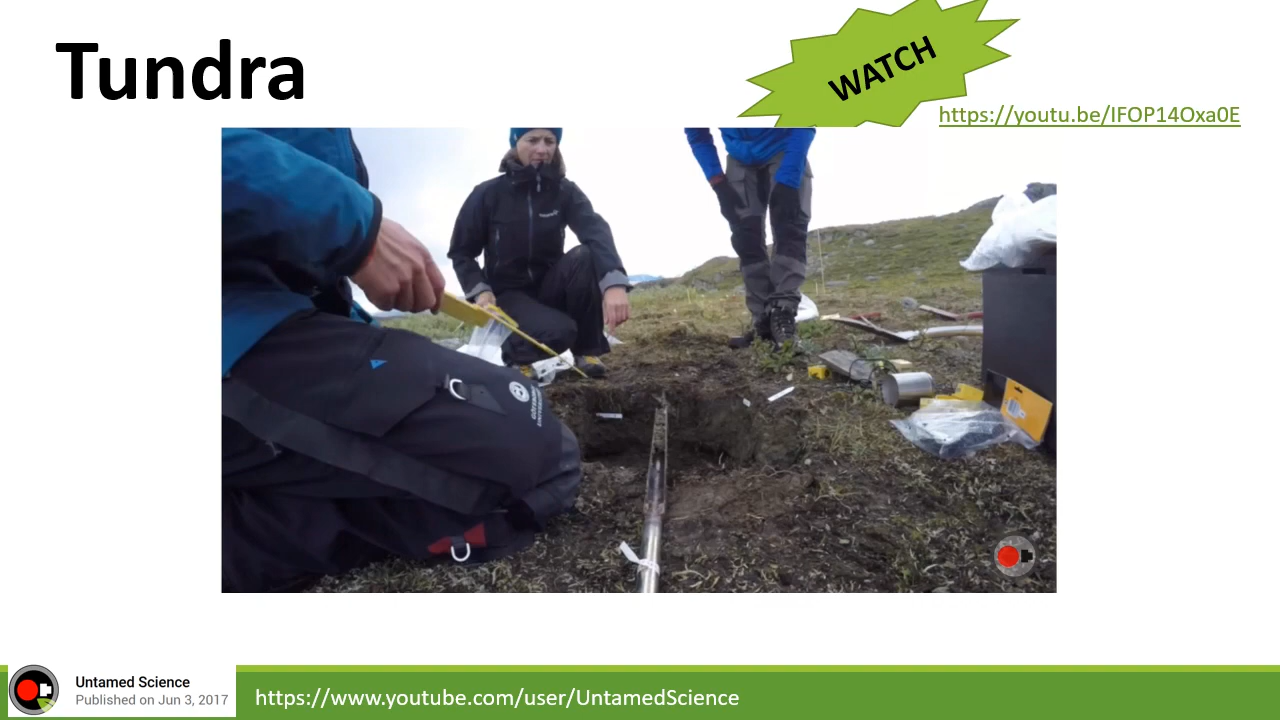 Tundra
WATCH
https://youtu.be/IFOP14Oxa0E
Untamed Science
Published on Jun 3, 2017
https://www.youtube.com/user/UntamedScience